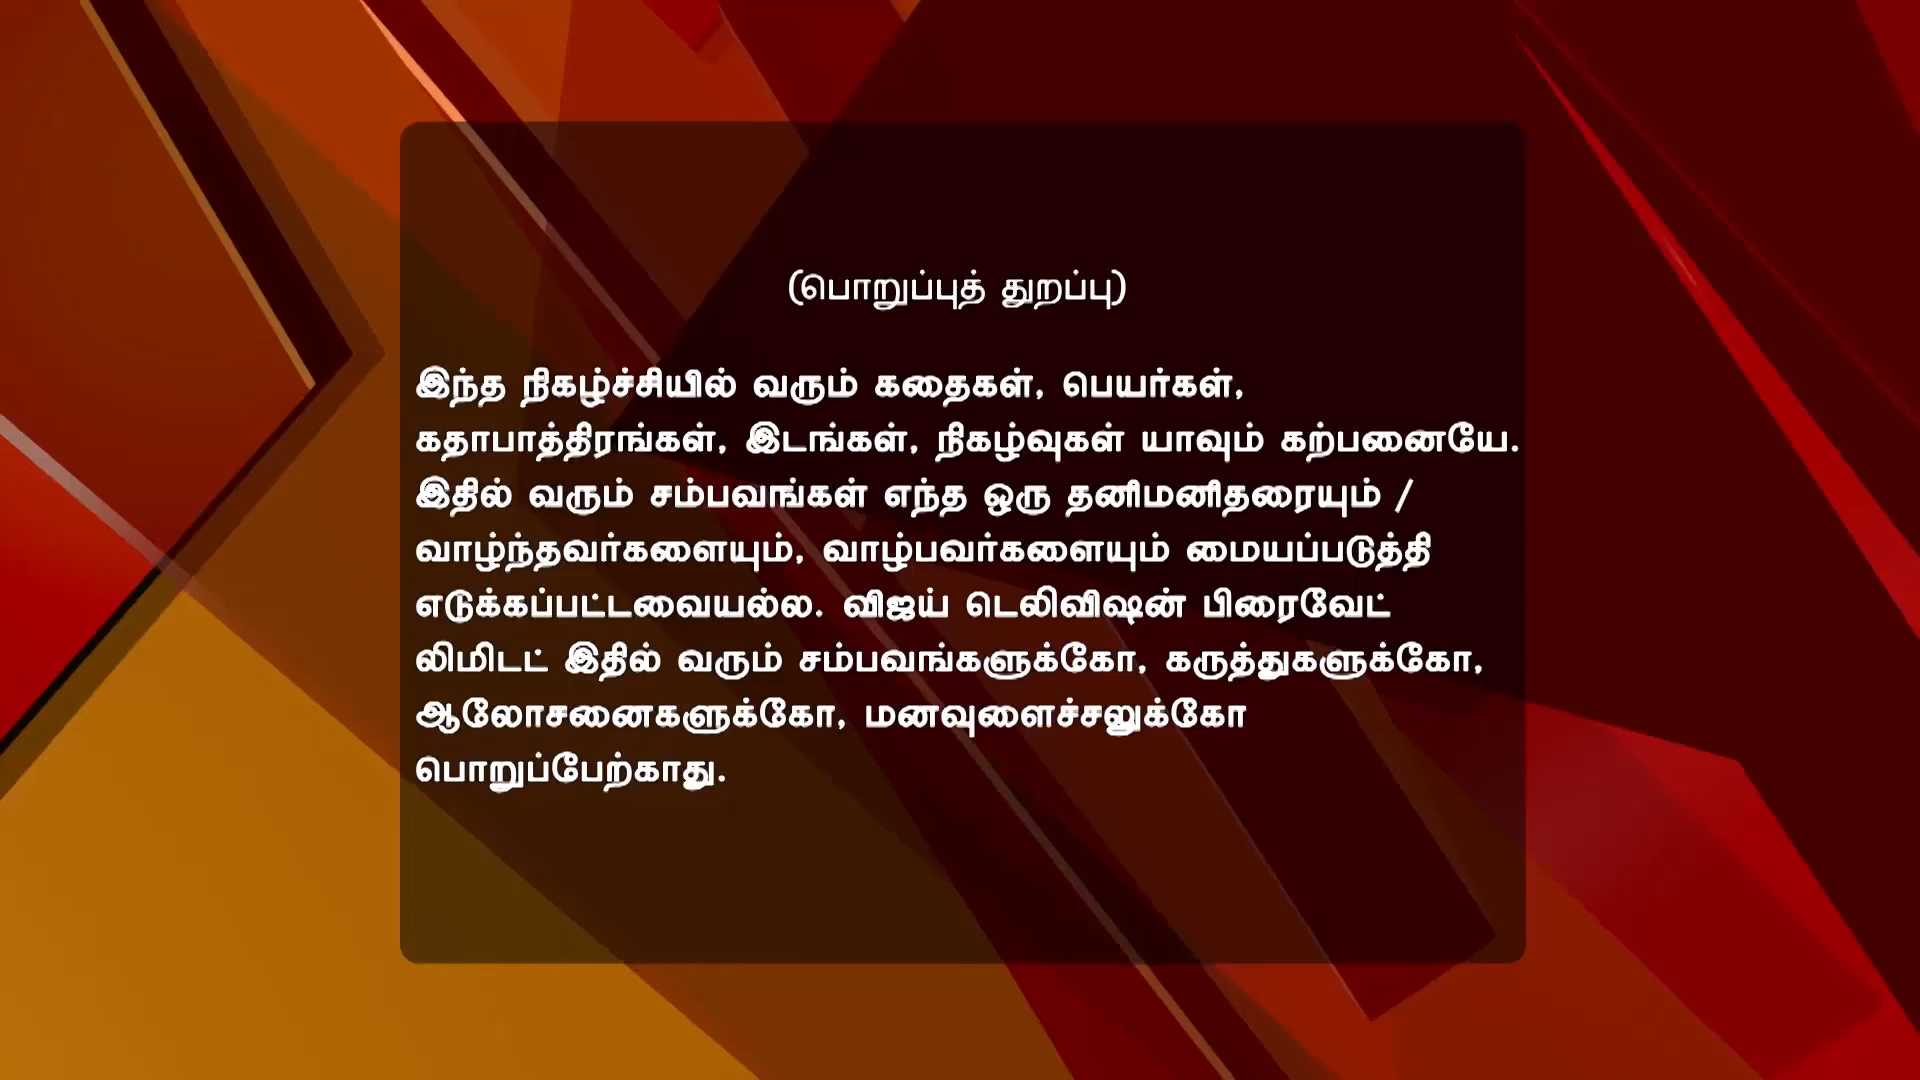 (பொறுப்புத் துறப்பு)
இந்த நிகழ்ச்சியில் வரும் கதைகள், பெயர்கள்,
கதாபாத்திரங்கள், இடங்கள், நிகழ்வுகள் யாவும் கற்பனையே.
இதில் வரும் சம்பவங்கள் எந்த ஒரு தனிமனிதரையும் /
வாழ்ந்தவர்களையும், வாழ்பவர்களையும் மையப்படுத்தி
எடுக்கப்பட்டவையல்ல. விஜய் டெலிவிஷன் பிரைவேட்
லிமிடட் இதில் வரும் சம்பவங்களுக்கோ, கருத்துகளுக்கோ,
ஆலோசனைகளுக்கோ, மனவுளைச்சலுக்கோ
பொறுப்பேற்காது.